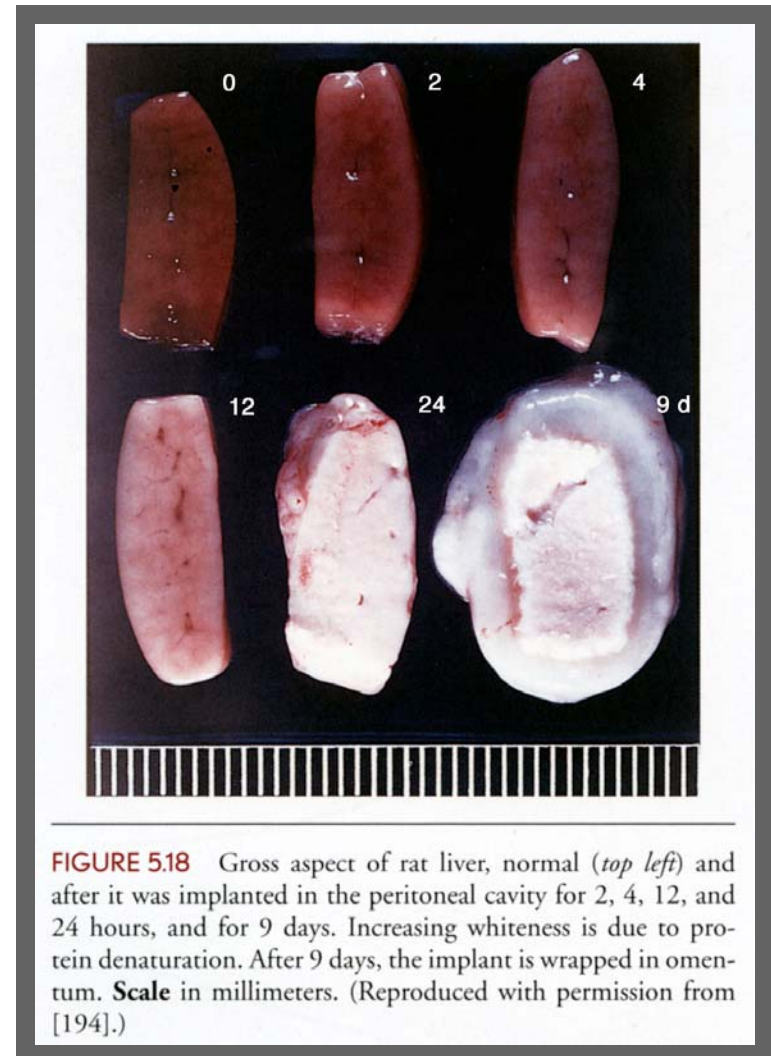 0
2
4
12
24
9 d
FIGURE 5.18 Gross aspect of rat liver, normal (top left) and
after it was implanted in the peritoneal cavity for 2, 4, 12, and
24 hours, and for 9 days. Increasing whiteness is due to pro-
tein denaturation. After 9 days, the implant is wrapped in omen-
tum. Scale in millimeters. (Reproduced with permission from
[194].)